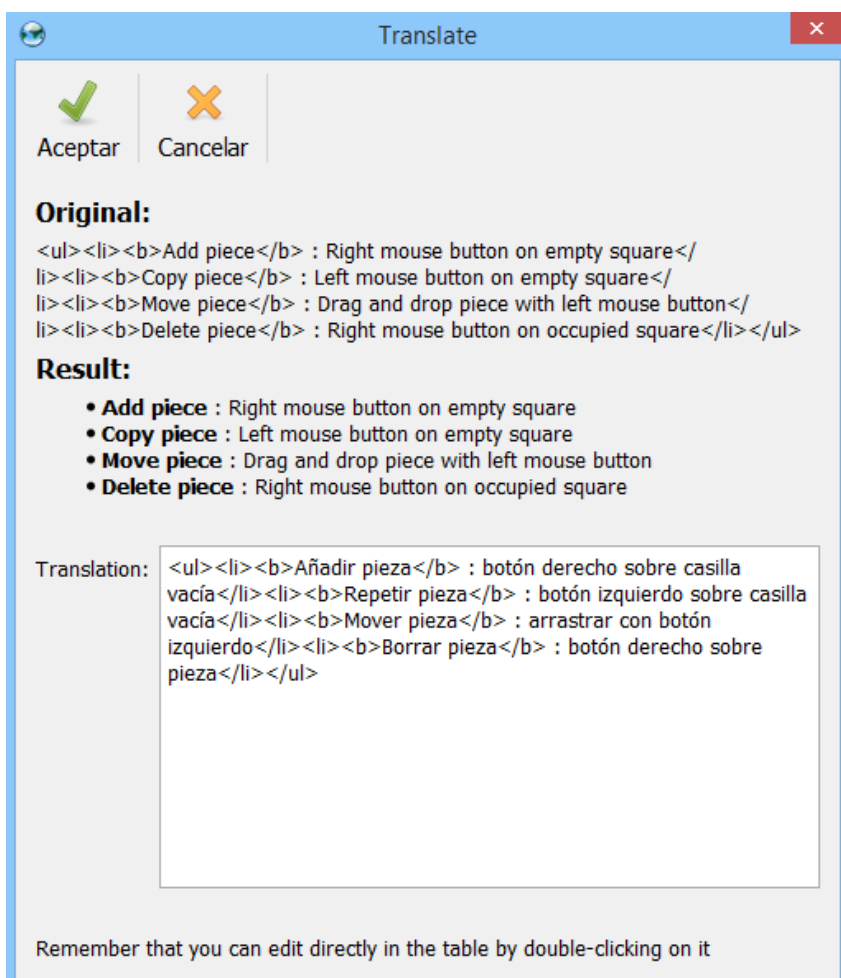 Translate
Aceptar Cancelar
Original:
<ul><li><b>Add piece</b> : Right mouse button on empty square</
li><li><b>Copy piece</b> : Left mouse button on empty square</
li><li><b>Move piece</b> : Drag and drop piece with left mouse button</
li><li><b>Delete piece</b> : Right mouse button on occupied square</li></ul>
Result:
• Add piece : Right mouse button on empty square
• Copy piece : Left mouse button on empty square
• Move piece : Drag and drop piece with left mouse button
• Delete piece : Right mouse button on occupied square
Translation: <ul><li><b>Añadir pieza</b> : botón derecho sobre casilla
vacía</li><li><b>Repetir pieza</b> : botón izquierdo sobre casilla
vacía</li><li><b>Mover pieza</b> : arrastrar con botón
izquierdo</li><li><b>Borrar pieza</b> : botón derecho sobre
pieza</li></ul>
Remember that you can edit directly in the table by double-clicking on it